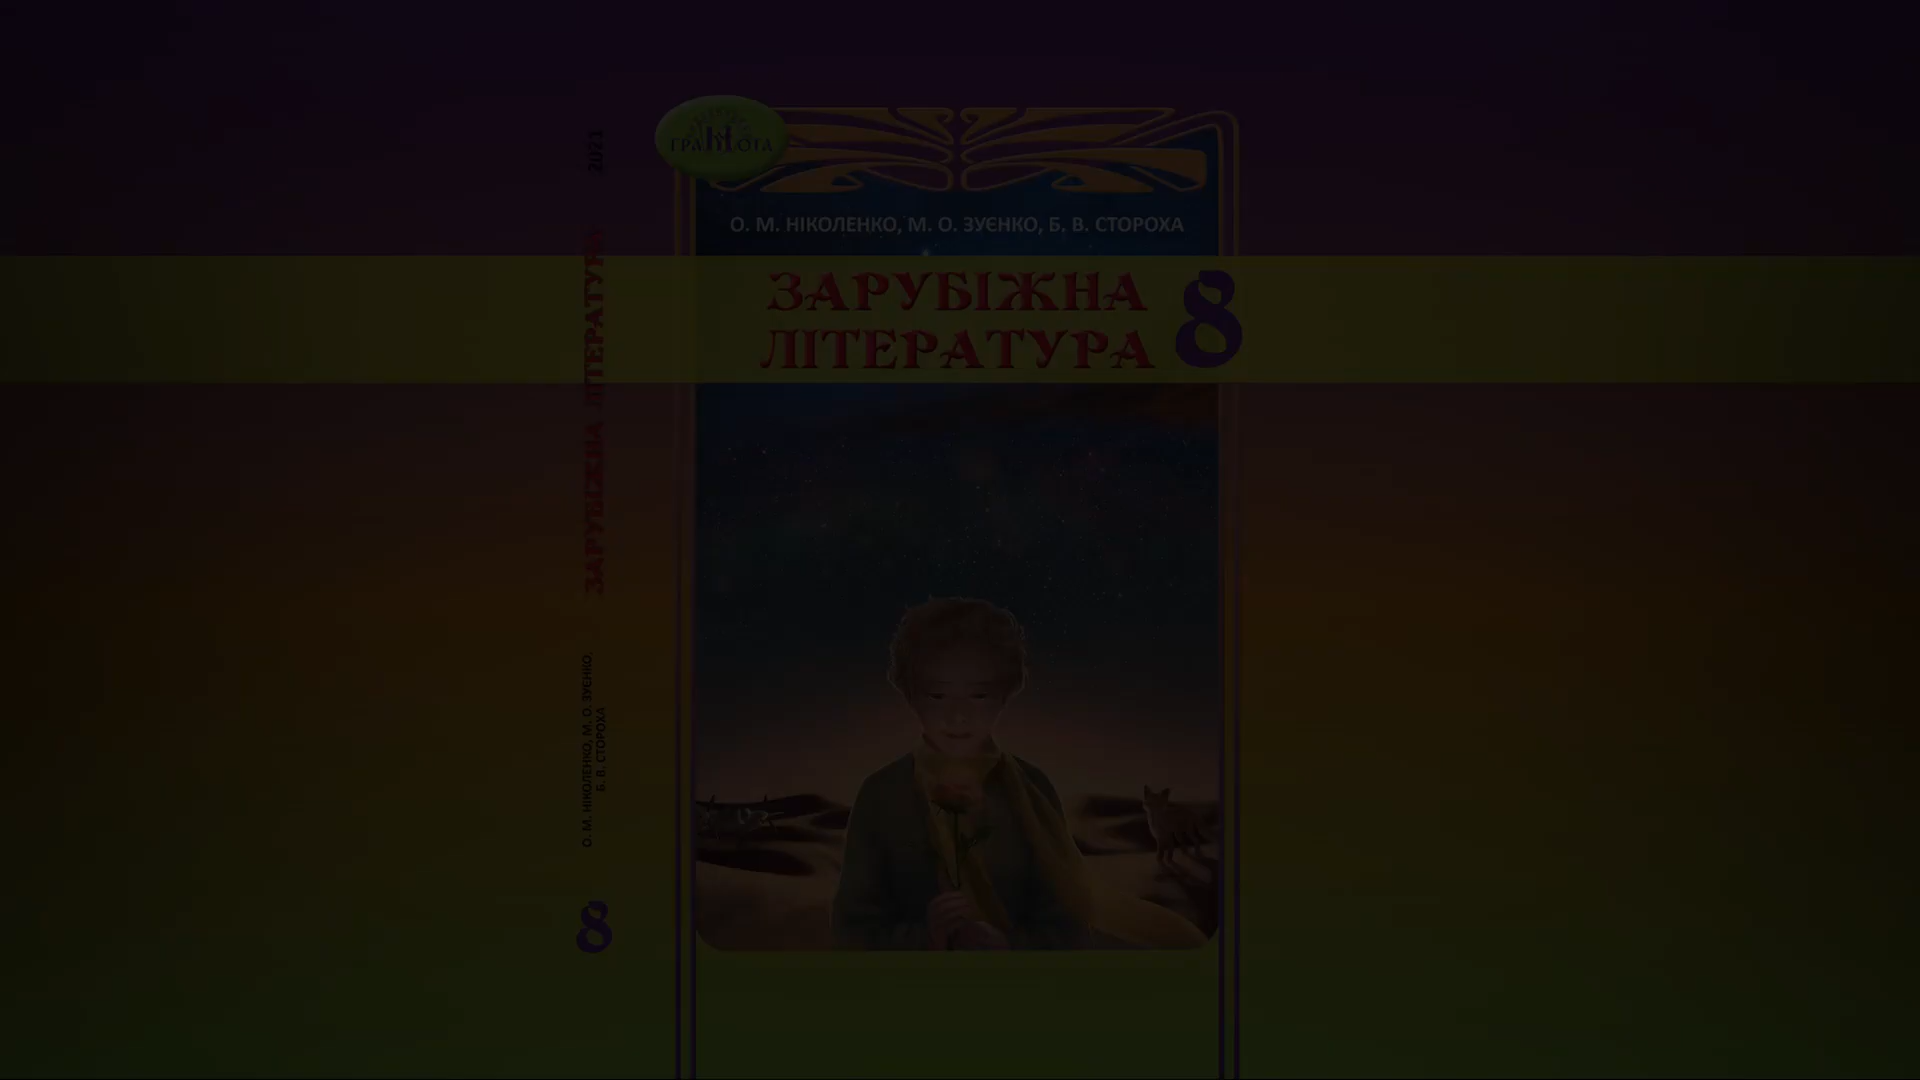 ГРАМОТА
О. М. НІКОЛЕНКО, М. О. ЗУЄНКО, Б. В. СТОРОХА
ЗАРУБІЖНА
ЛІТЕРАТУРА
8
2021
ЗАРУБІЖНА ЛІТЕРАТУРА
О. М. НІКОЛЕНКО, М. О. ЗУЄНКО,
Б. В. СТОРОХА
8